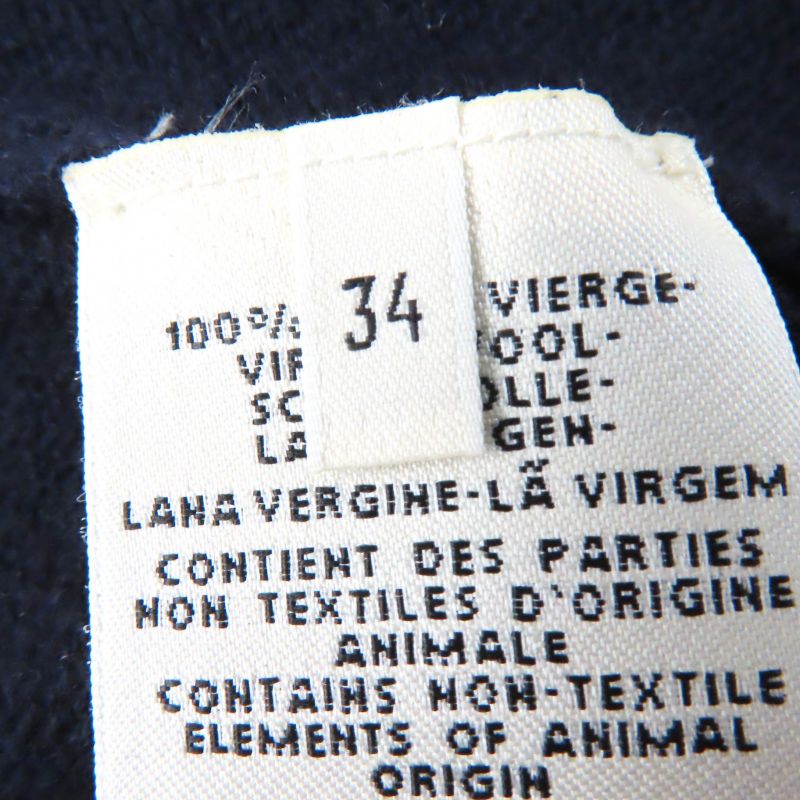 34
100% VIERGE-
VIR OOL-
SC OLLE-
LA GEN-
LANA VERGINE-LÃ VIRGEM
CONTIENT DES PARTIES
NON TEXTILES D'ORIGINE
ANIMALE
CONTAINS NON-TEXTILE
ELEMENTS OF ANIMAL
ORIGIN